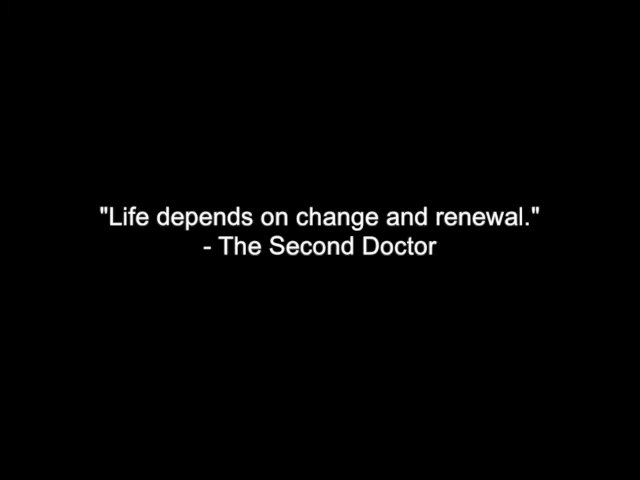 "Life depends on change and renewal."
- The Second Doctor